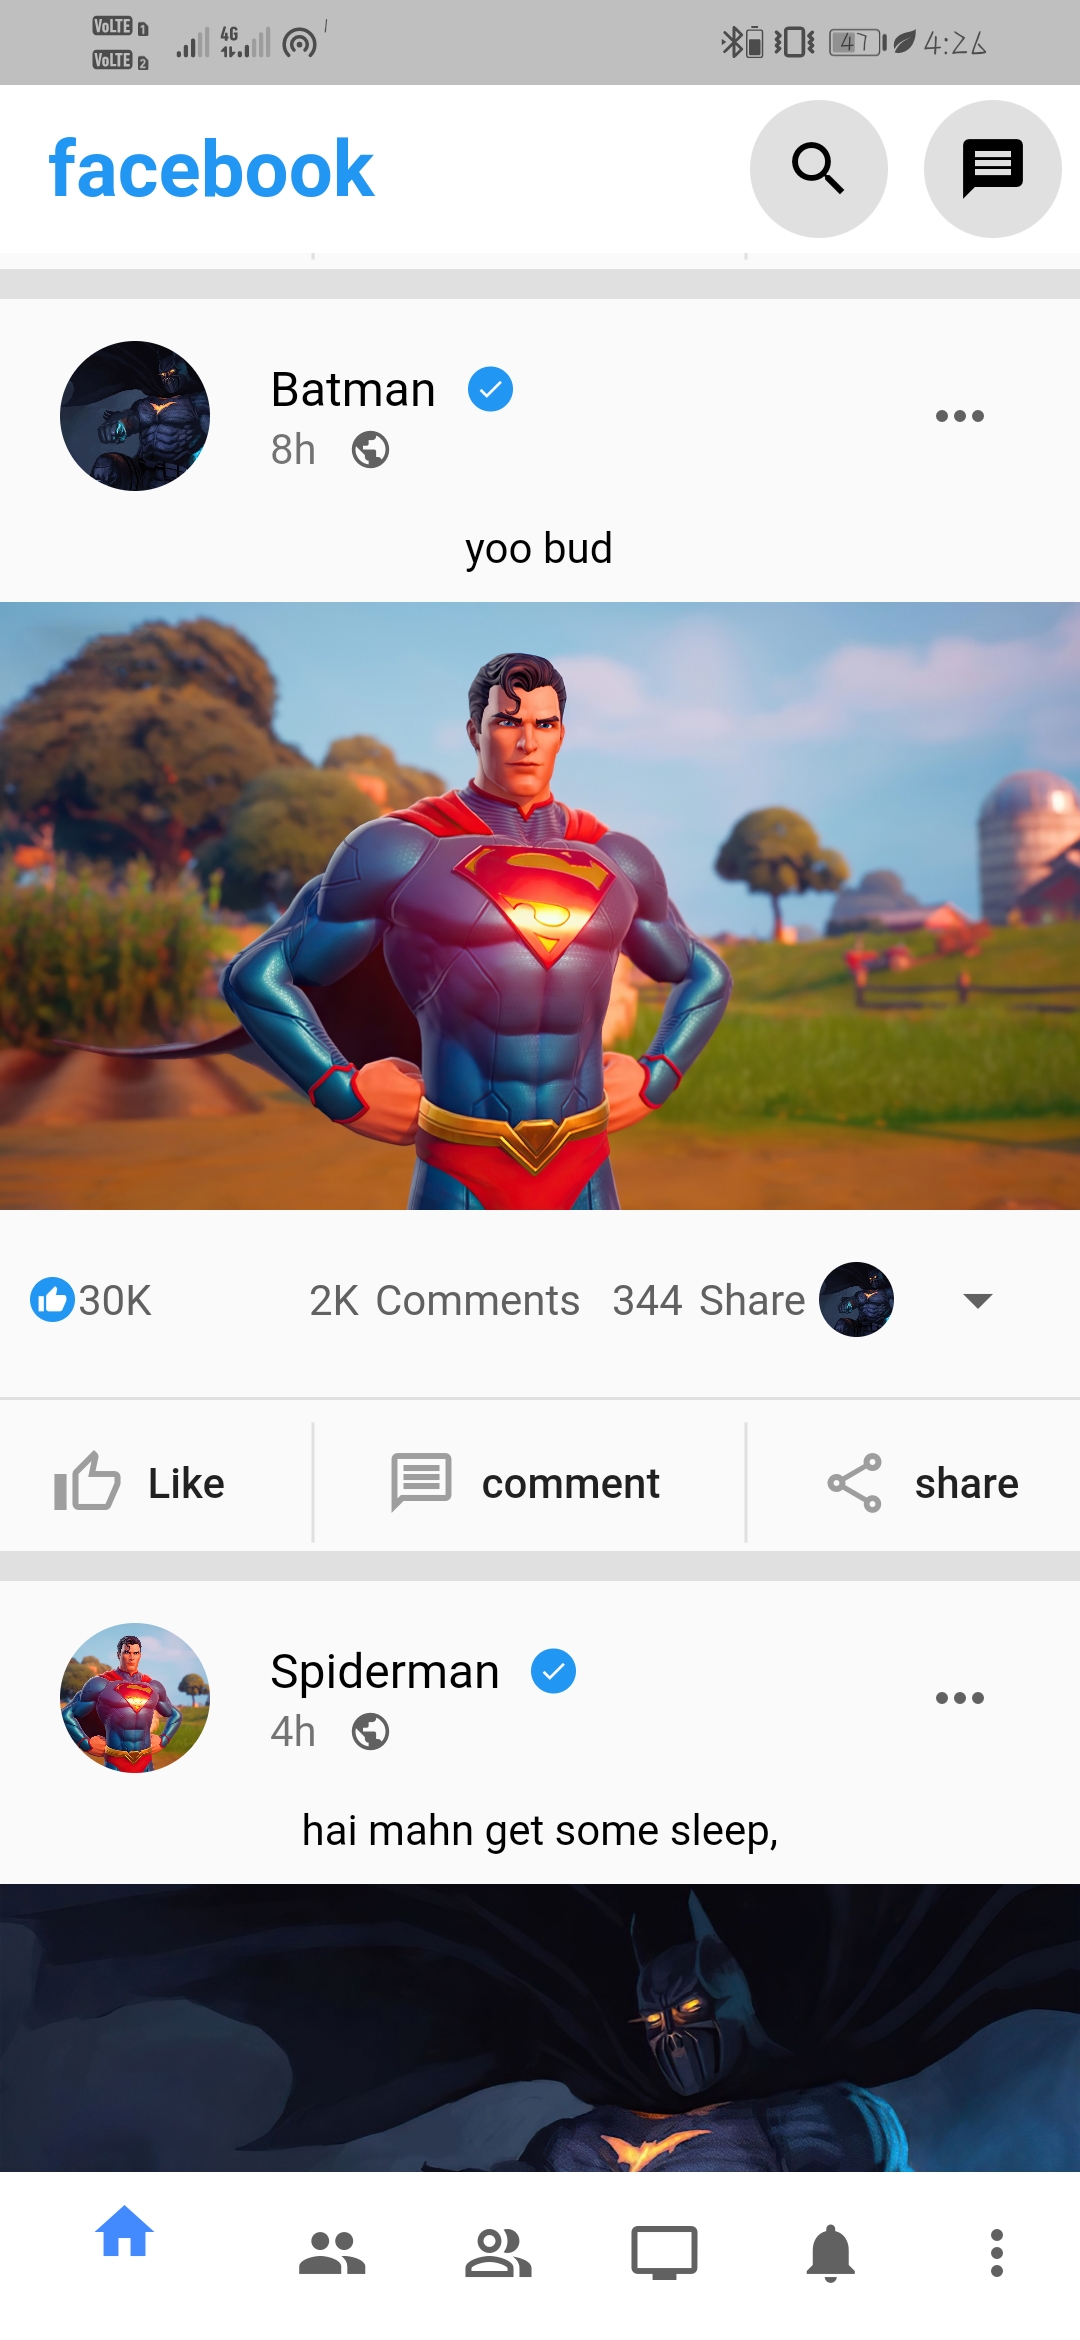 VoLTE 1
VoLTE 2
4G
47
4:26
facebook
Batman
8h
yoo bud
30K 2K Comments 344 Share
Like comment share
Spiderman
4h
hai mahn get some sleep,